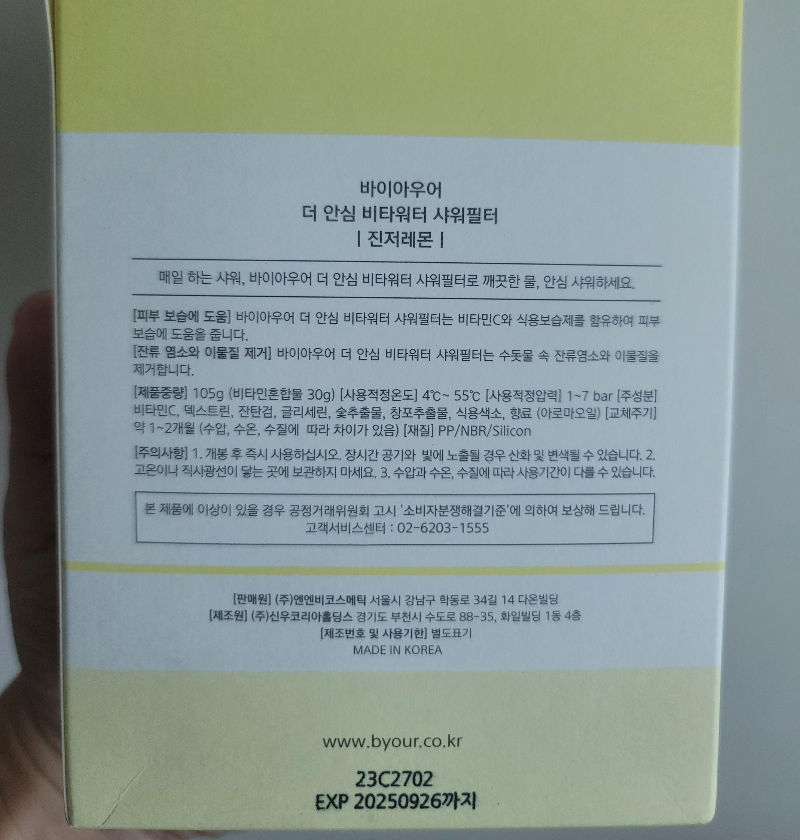 바이아우어
더 안심 비타워터 샤워필터
| 진저레몬 |
매일 하는 샤워, 바이아우어 더 안심 비타워터 샤워필터로 깨끗한 물, 안심 샤워하세요.
[피부 보습에 도움] 바이아우어 더 안심 비타워터 샤워필터는 비타민C와 식용보습제를 함유하여 피부
보습에 도움을 줍니다.
[잔류 염소와 이물질 제거] 바이아우어 더 안심 비타워터 샤워필터는 수돗물 속 잔류염소와 이물질을
제거합니다.
[제품중량] 105g (비타민혼합물 30g) [사용적정온도] 4℃~ 55℃ [사용적정압력] 1~7 bar [주성분]
비타민C, 덱스트린, 잔탄검, 글리세린, 숯추출물, 창포추출물, 식용색소, 향료 (아로마오일) [교체주기]
약 1~2개월 (수압, 수온, 수질에 따라 차이가 있음) [재질] PP/NBR/Silicon
[주의사항] 1. 개봉 후 즉시 사용하십시오. 장시간 공기와 빛에 노출될 경우 산화 및 변색될 수 있습니다. 2.
고온이나 직사광선이 닿는 곳에 보관하지 마세요. 3. 수압과 수온, 수질에 따라 사용기간이 다를 수 있습니다.
본 제품에 이상이 있을 경우 공정거래위원회 고시 '소비자분쟁해결기준'에 의하여 보상해 드립니다.
고객서비스센터 : 02-6203-1555
[판매원] (주)엔엔비코스메틱 서울시 강남구 학동로 34길 14 다온빌딩
[제조원] (주)신우코리아홀딩스 경기도 부천시 수도로 88-35, 화일빌딩 1동 4층
[제조번호 및 사용기한] 별도표기
MADE IN KOREA
www.byour.co.kr
23C2702
EXP 20250926까지